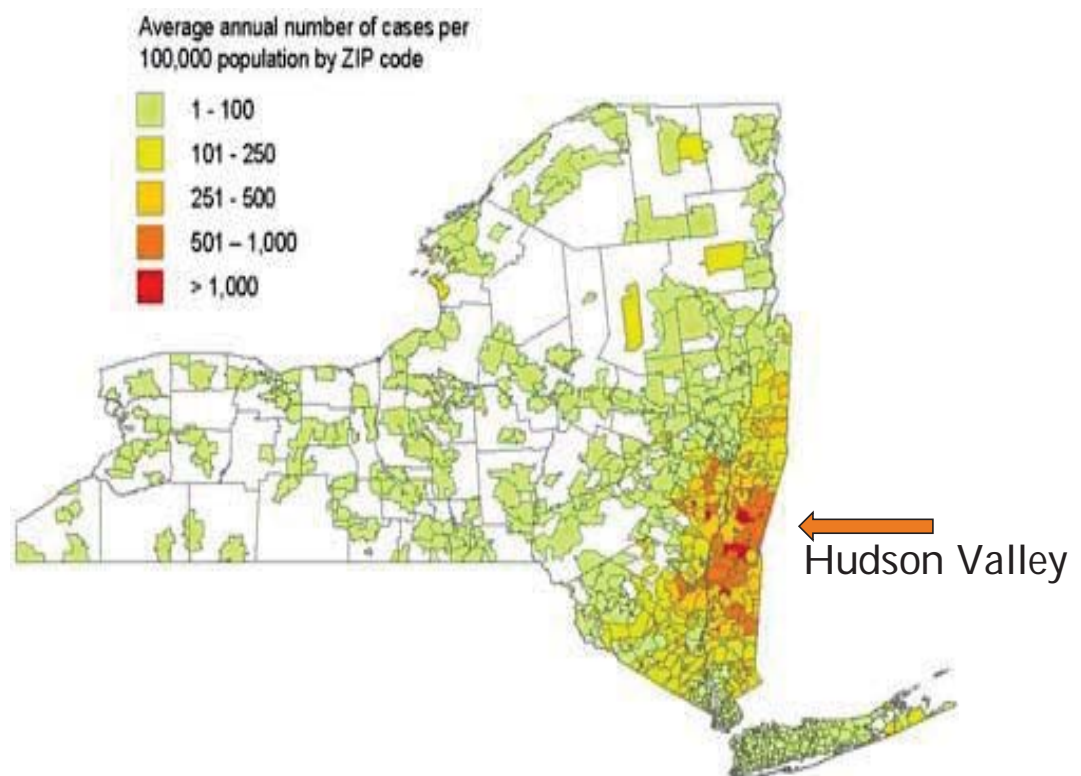 Average annual number of cases per
100,000 population by ZIP code
1 - 100
101 - 250
251 - 500
501 – 1,000
> 1,000
Hudson Valley